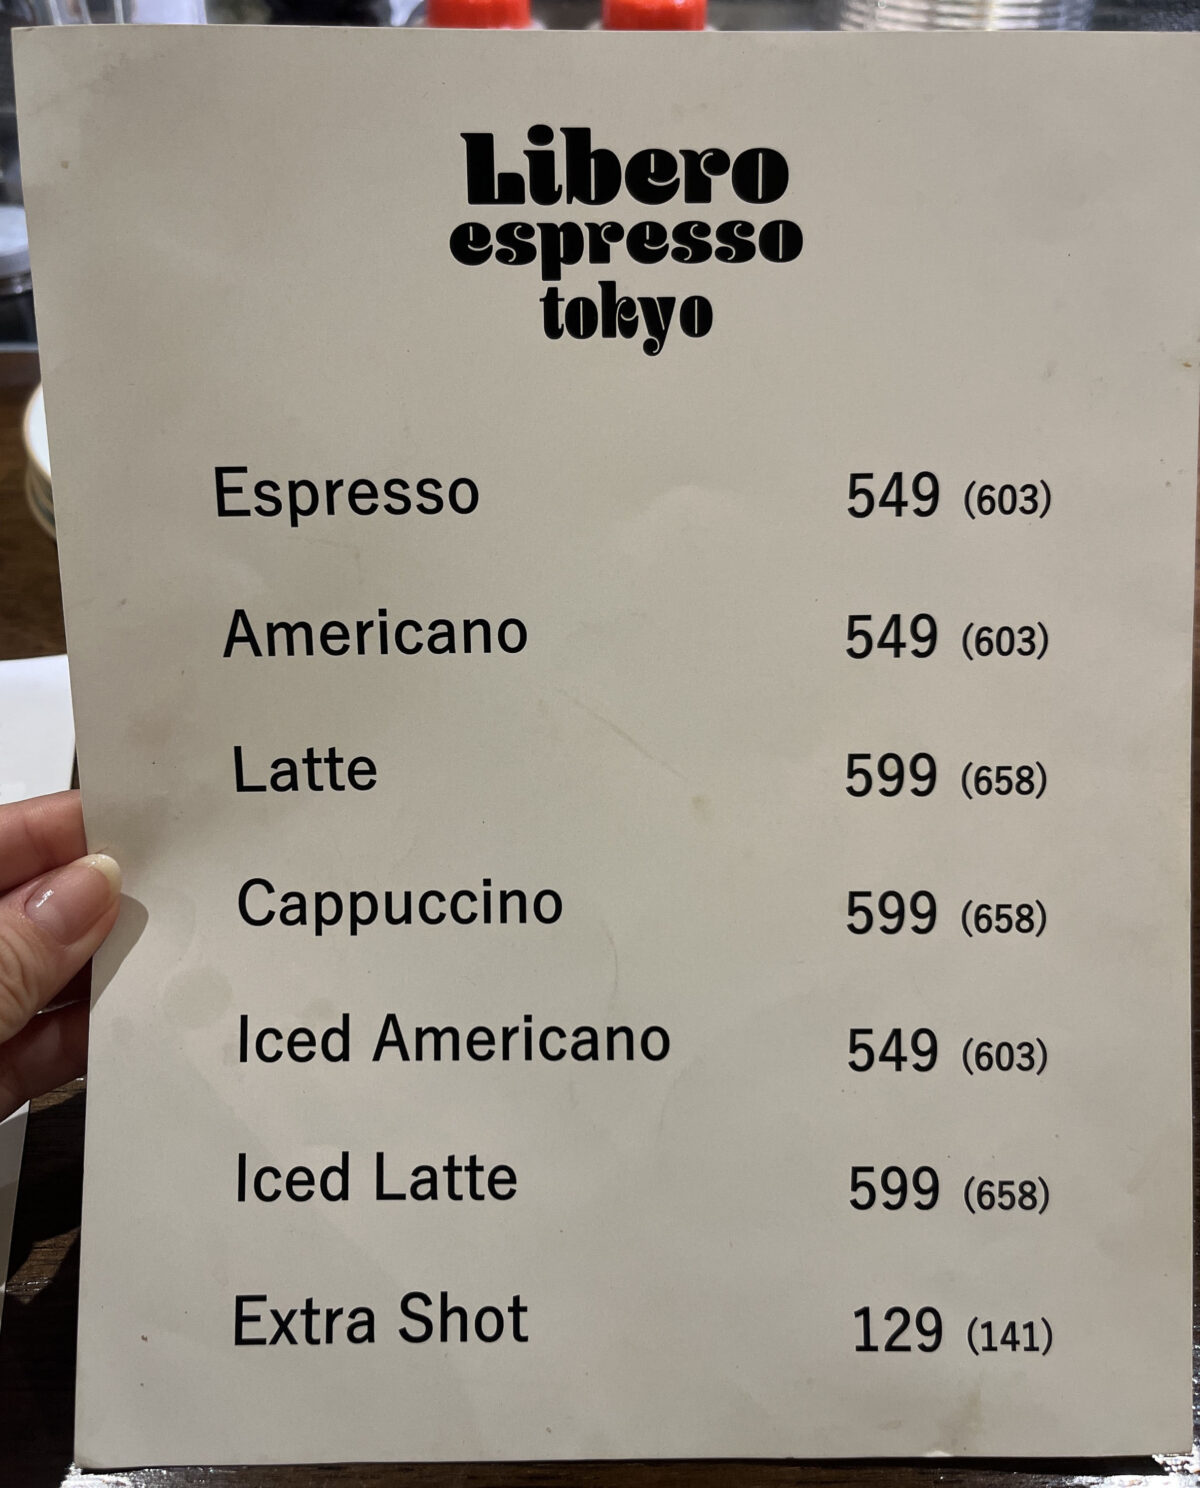 Libero
espresso
tokyo
Espresso 549 (603)
Americano 549 (603)
Latte 599 (658)
Cappuccino 599 (658)
Iced Americano 549 (603)
Iced Latte 599 (658)
Extra Shot 129 (141)